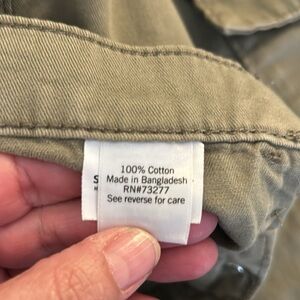 100% Cotton
Made in Bangladesh
RN#73277
See reverse for care
S